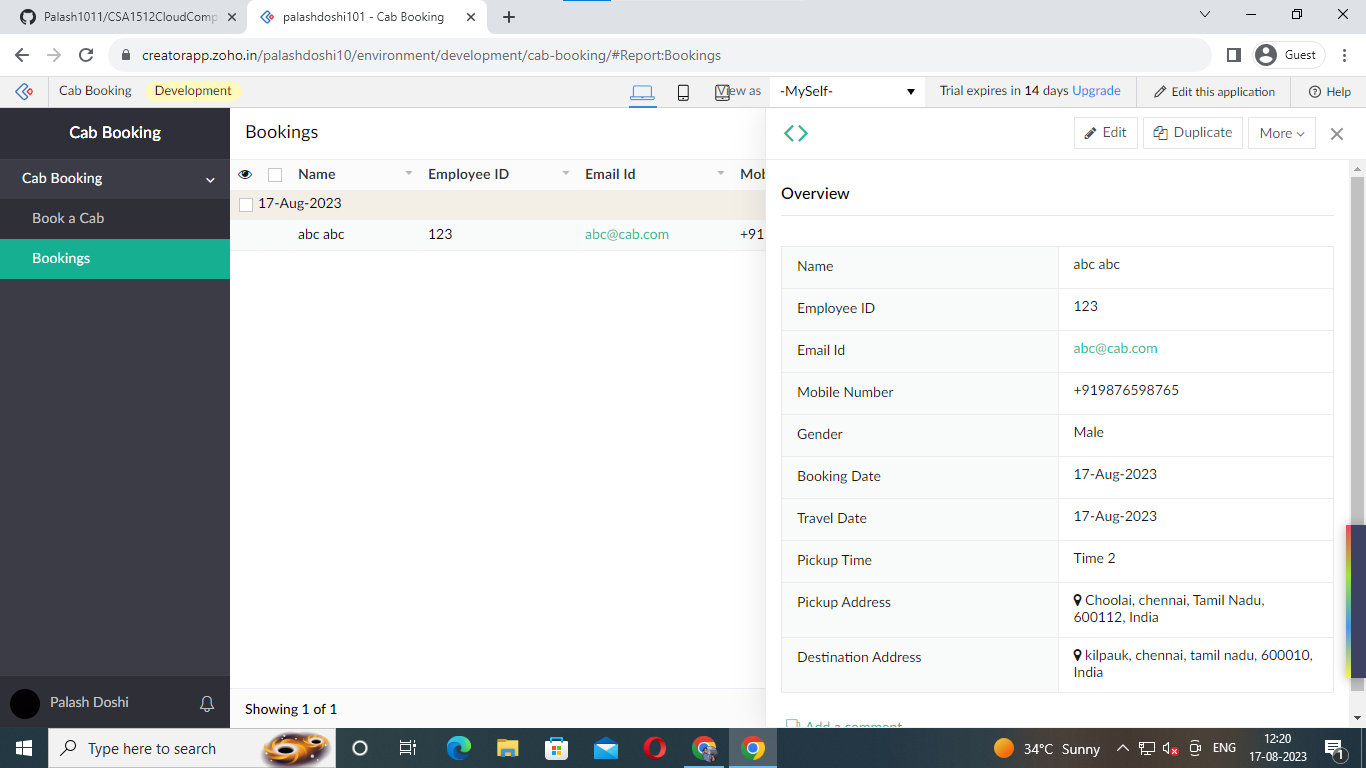 Palash1011/CSA1512CloudComp
palashdoshi101 - Cab Booking
creatorapp.zoho.in/palashdoshi10/environment/development/cab-booking/#Report:Bookings
Guest
Cab Booking
Development
View as
-MySelf-
Trial expires in 14 days Upgrade
Edit this application
Help
Cab Booking
Cab Booking
Book a Cab
Bookings
Palash Doshi
Bookings
Name Employee ID Email Id Mob
17-Aug-2023
abc abc 123 abc@cab.com +91
Showing 1 of 1
Edit
Duplicate
More
Overview
Name abc abc
Employee ID 123
Email Id abc@cab.com
Mobile Number +919876598765
Gender Male
Booking Date 17-Aug-2023
Travel Date 17-Aug-2023
Pickup Time Time 2
Pickup Address Choolai, chennai, Tamil Nadu,
600112, India
Destination Address kilpauk, chennai, tamil nadu, 600010,
India
Add a comment
Type here to search
34°C Sunny
ENG
12:20
17-08-2023
1